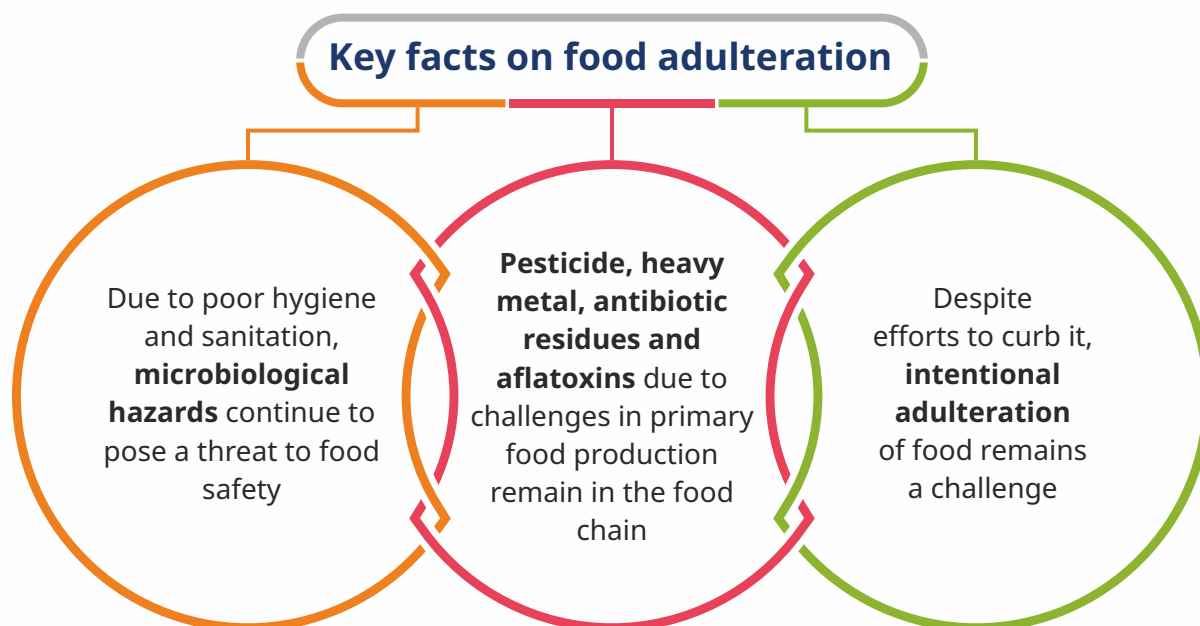 Key facts on food adulteration
Due to poor hygiene
and sanitation,
microbiological
hazards continue to
pose a threat to food
safety
Pesticide, heavy
metal, antibiotic
residues and
aflatoxins due to
challenges in primary
food production
remain in the food
chain
Despite
efforts to curb it,
intentional
adulteration
of food remains
a challenge